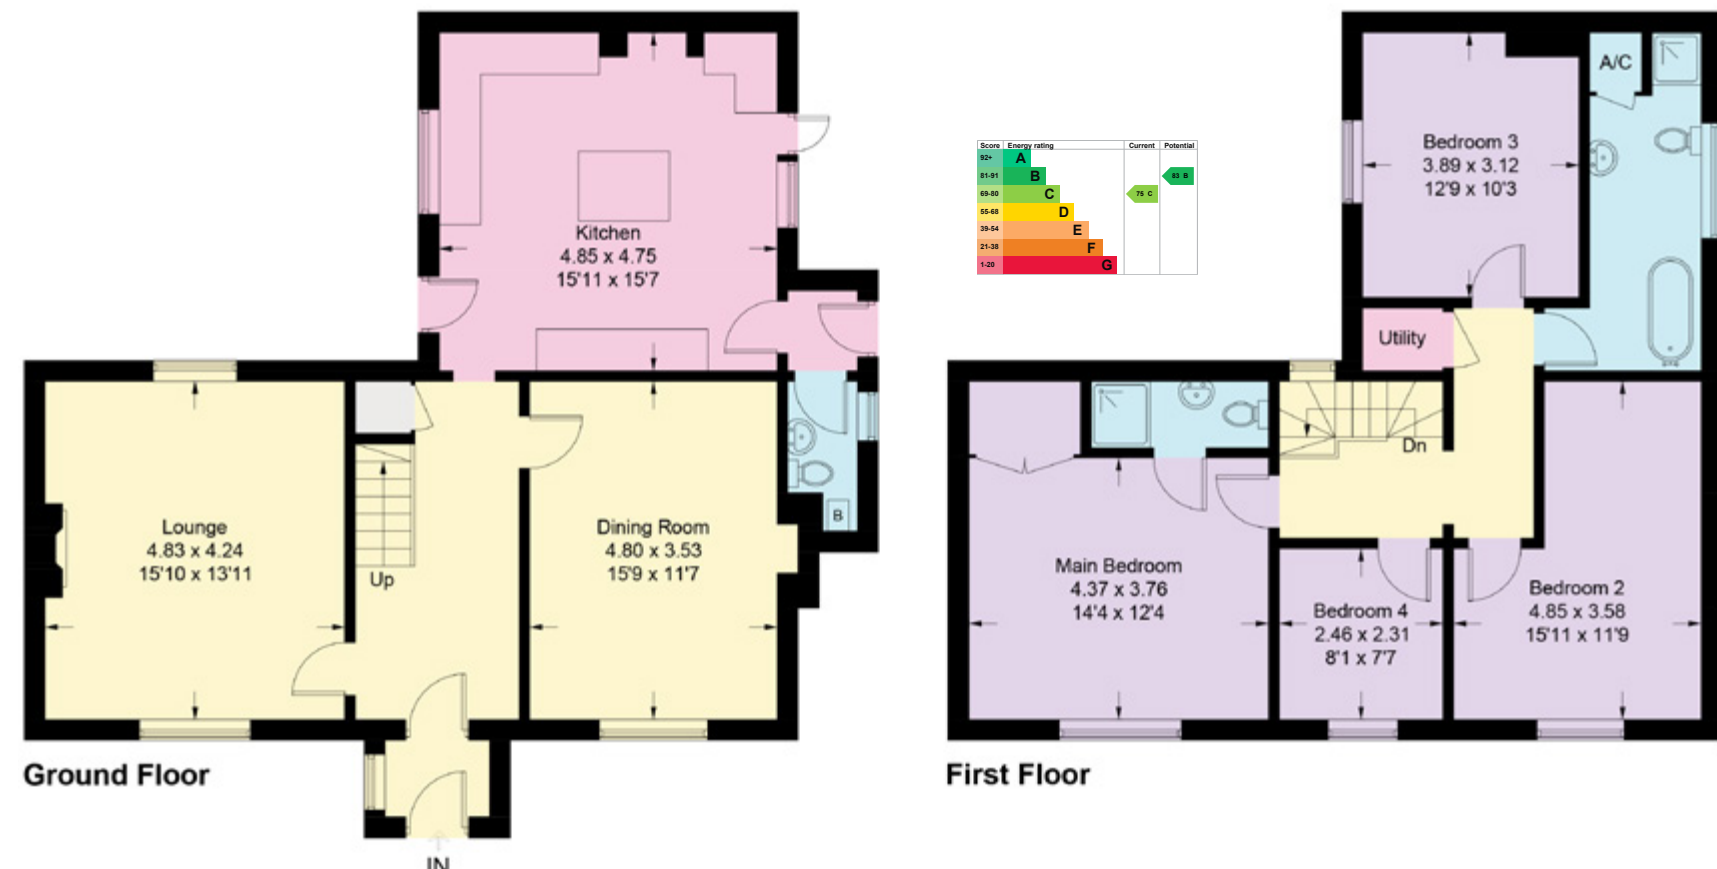 Kitchen
4.85 x 4.75
15'11 x 15'7
Lounge
4.83 x 4.24
15'10 x 13'11
Up
Dining Room
4.80 x 3.53
15'9 x 11'7
B
Ground Floor
IN
Score Energy rating Current Potential
92+ A
81-91 B 83 B
69-80 C 75 C
55-68 D
39-54 E
21-38 F
1-20 G
A/C
Bedroom 3
3.89 x 3.12
12'9 x 10'3
Utility
Dn
Main Bedroom
4.37 x 3.76
14'4 x 12'4
Bedroom 4
2.46 x 2.31
8'1 x 7'7
Bedroom 2
4.85 x 3.58
15'11 x 11'9
First Floor